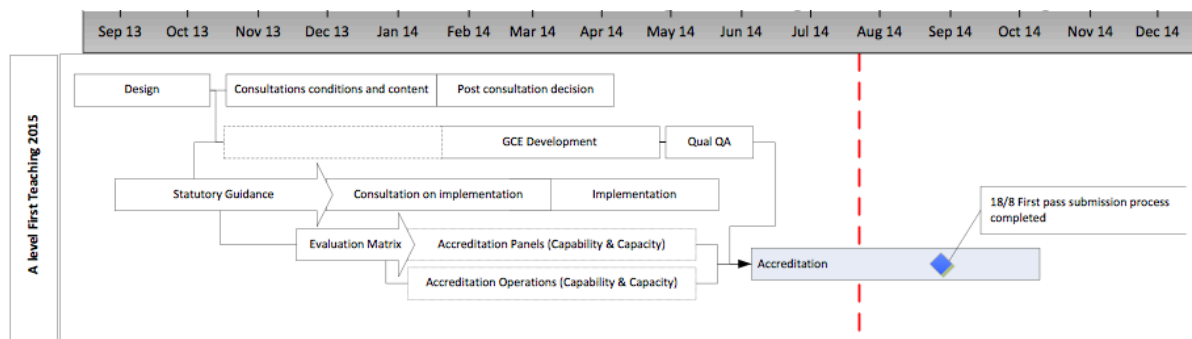 Sep 13 Oct 13 Nov 13 Dec 13 Jan 14 Feb 14 Mar 14 Apr 14 May 14 Jun 14 Jul 14 Aug 14 Sep 14 Oct 14 Nov 14 Dec 14
A level First Teaching 2015
Design Consultations conditions and content Post consultation decision
GCE Development Qual QA
Statutory Guidance Consultation on implementation Implementation
18/8 First pass submission process
completed
Evaluation Matrix Accreditation Panels (Capability & Capacity)
Accreditation
Accreditation Operations (Capability & Capacity)